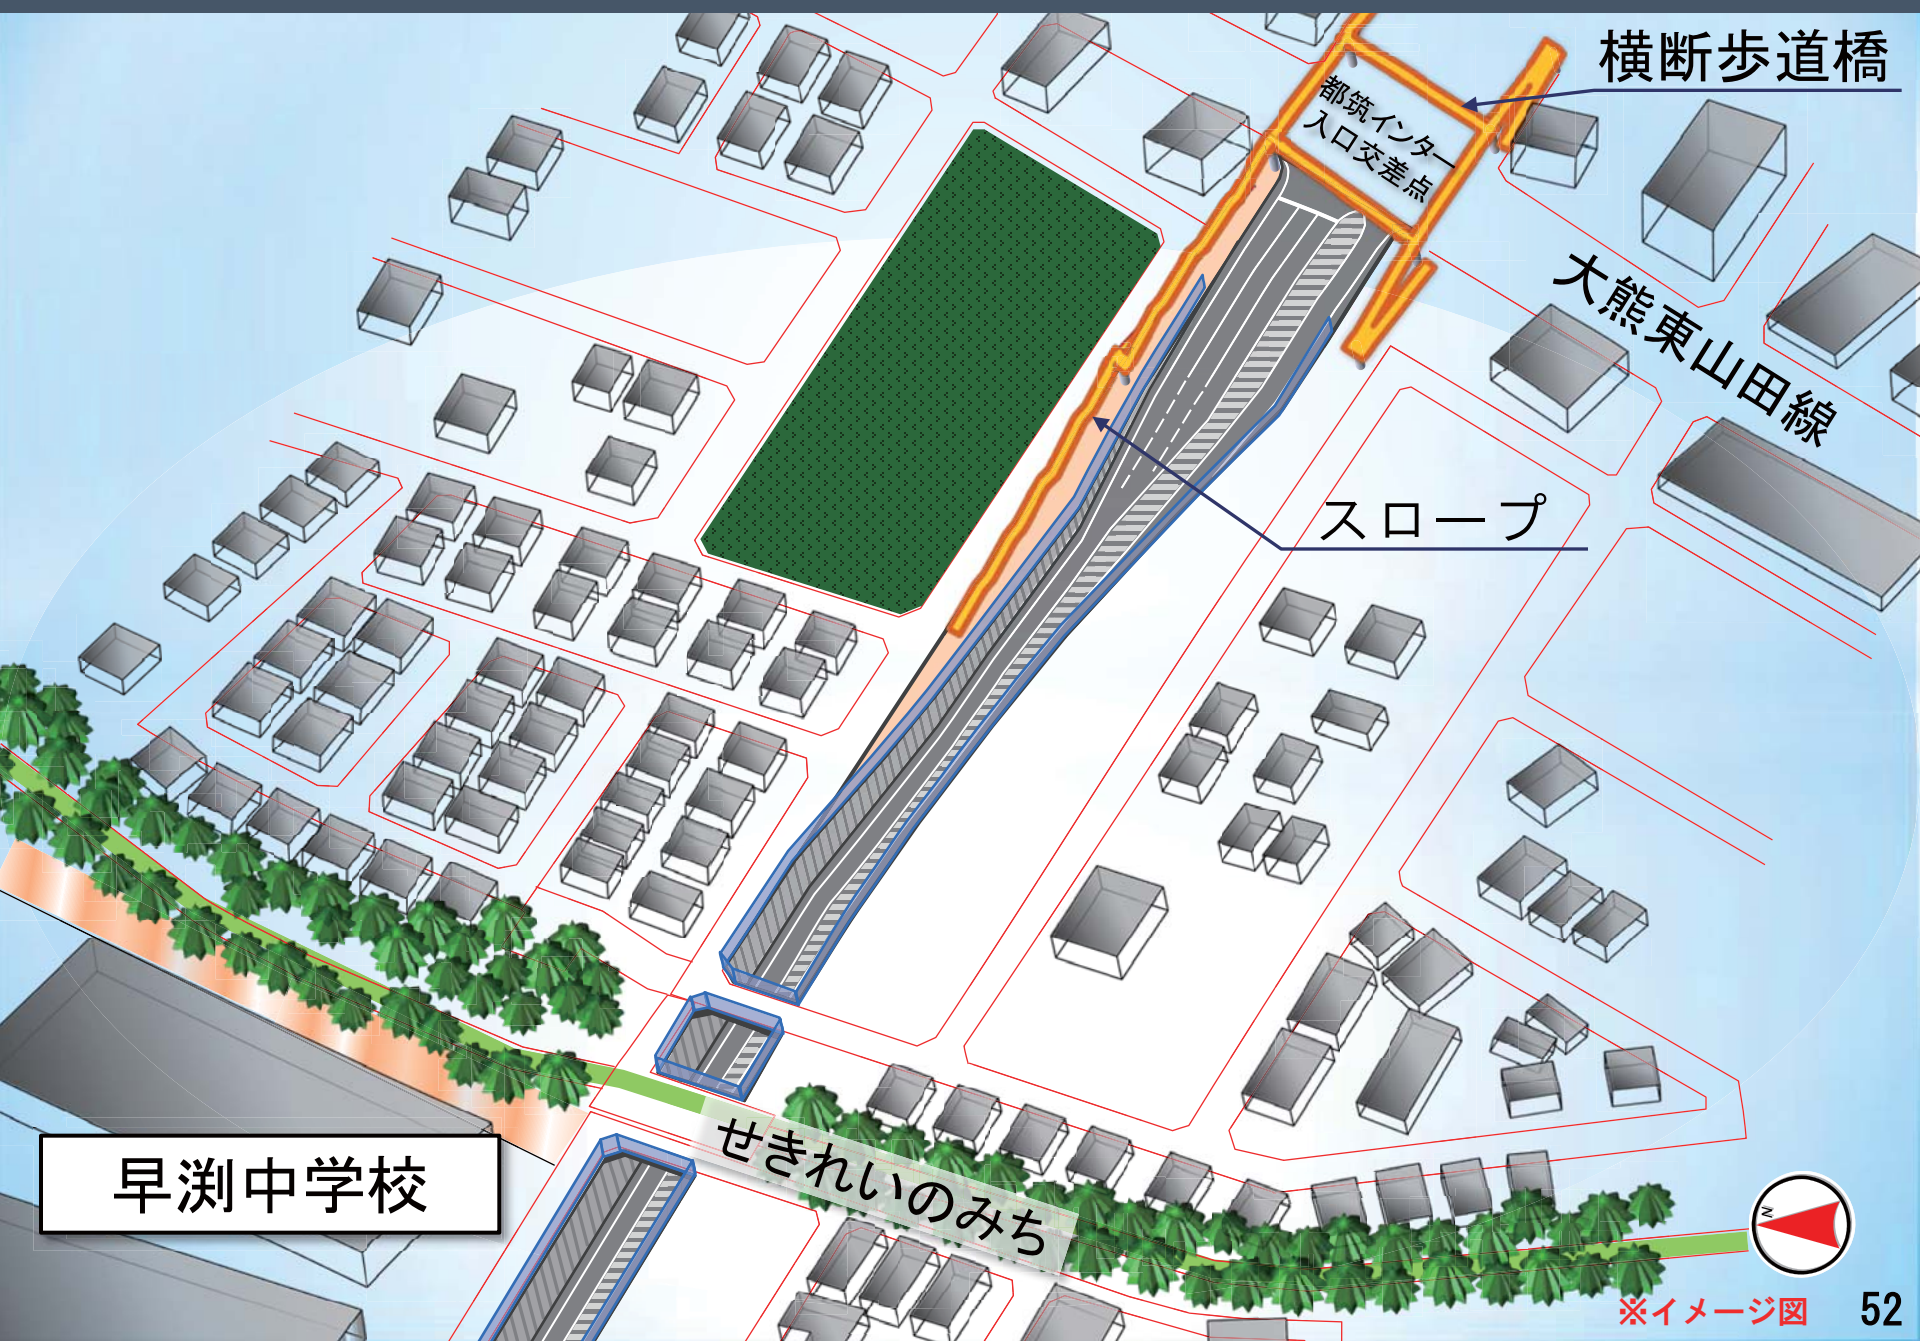 横断歩道橋
都筑インター
入口交差点
大熊東山田線
スロープ
早渕中学校
せきれいのみち
N
※イメージ図
52